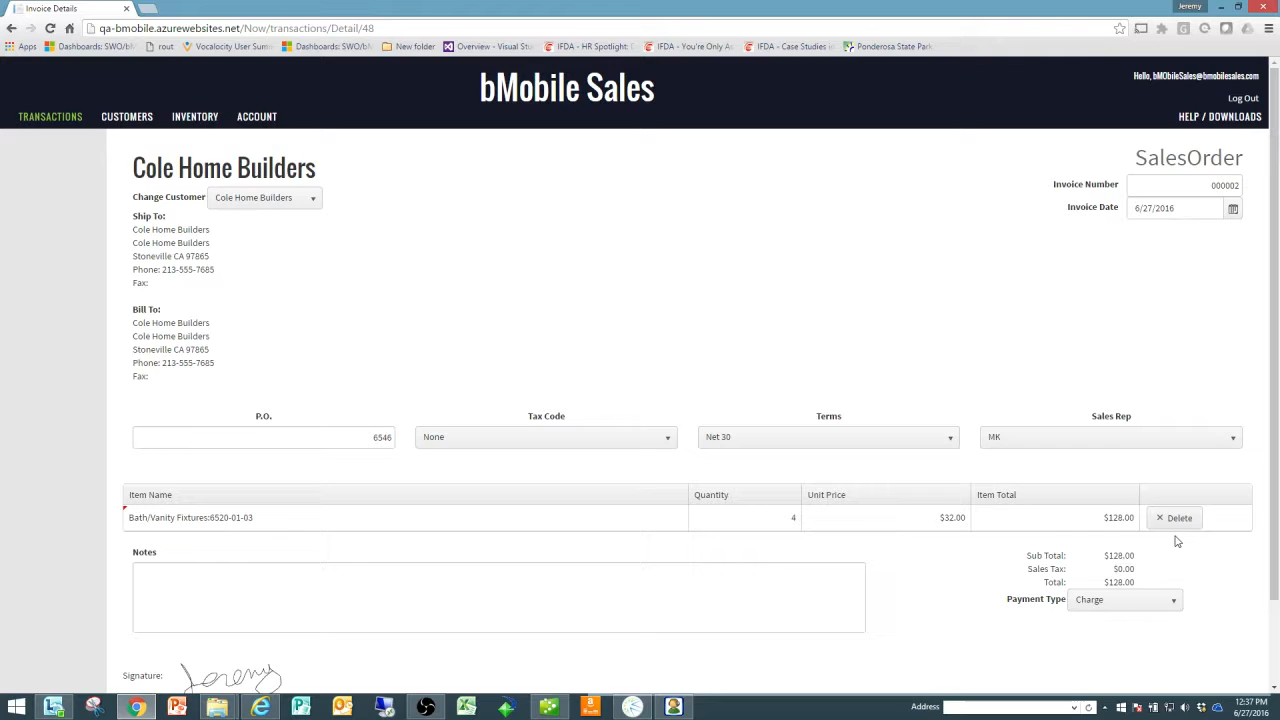 Invoice Details
Jeremy
qa-bmobile.azurewebsites.net/Now/transactions/Detail/48
Apps Dashboards: SWO/b rout Vocalocity User Summ Dashboards: SWO/b New folder Overview - Visual Stu IFDA - HR Spotlight: IFDA - You're Only A IFDA - Case Studies i Ponderosa State Park
bMobile Sales
Hello, bMObileSales@bmobilesales.com
Log Out
TRANSACTIONS CUSTOMERS INVENTORY ACCOUNT HELP / DOWNLOADS
Cole Home Builders
SalesOrder
Change Customer Cole Home Builders
Invoice Number 000002
Invoice Date 6/27/2016
Ship To:
Cole Home Builders
Cole Home Builders
Stoneville CA 97865
Phone: 213-555-7685
Fax:
Bill To:
Cole Home Builders
Cole Home Builders
Stoneville CA 97865
Phone: 213-555-7685
Fax:
P.O. Tax Code Terms Sales Rep
6546 None Net 30 MK
Item Name Quantity Unit Price Item Total
Bath/Vanity Fixtures:6520-01-03 4 $32.00 $128.00 × Delete
Notes
Sub Total: $128.00
Sales Tax: $0.00
Total: $128.00
Payment Type Charge
Signature: Jeremy
Address
12:37 PM
6/27/2016